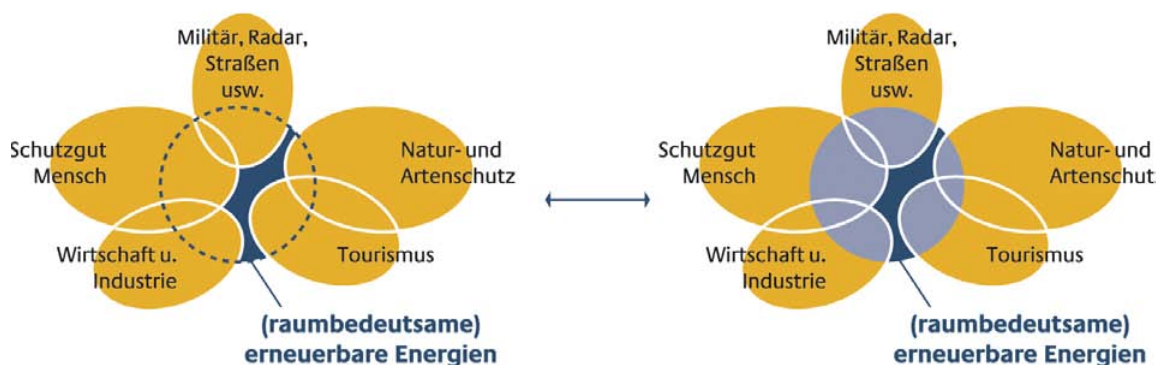 Militär, Radar,
Straßen
usw.
Schutzgut
Mensch
Natur- und
Artenschutz
Wirtschaft u.
Industrie
Tourismus
(raumbedeutsame)
erneuerbare Energien
Militär, Radar,
Straßen
usw.
Schutzgut
Mensch
Natur- und
Artenschutz
Wirtschaft u.
Industrie
Tourismus
(raumbedeutsame)
erneuerbare Energien